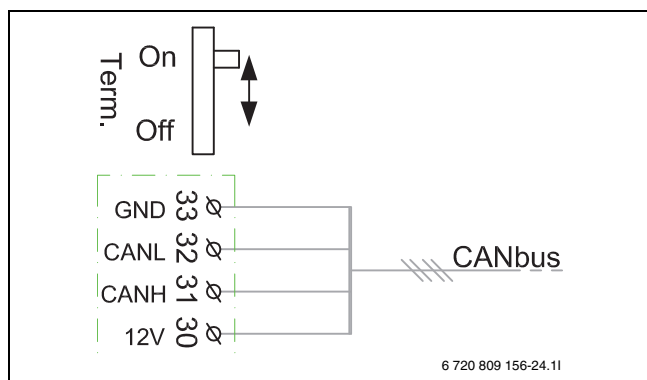 On
Term.
Off
GND 33
CANL 32
CANH 31
12V 30
CANbus
6 720 809 156-24.1I